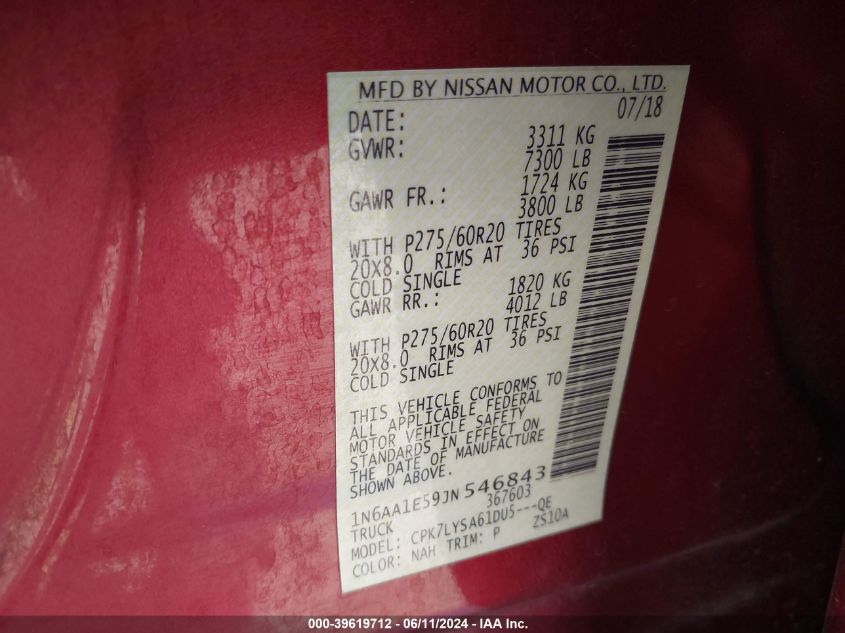 MFD BY NISSAN MOTOR CO., LTD.
DATE: 07/18
GVWR: 3311 KG
7300 LB
GAWR FR.: 1724 KG
3800 LB
WITH P275/60R20 TIRES
20X8.0 RIMS AT 36 PSI
COLD SINGLE
GAWR RR.: 1820 KG
4012 LB
WITH P275/60R20 TIRES
20X8.0 RIMS AT 36 PSI
COLD SINGLE
THIS VEHICLE CONFORMS TO
ALL APPLICABLE FEDERAL
MOTOR VEHICLE SAFETY
STANDARDS IN EFFECT ON
THE DATE OF MANUFACTURE
SHOWN ABOVE.
1N6AA1E59JN546843
TRUCK 367603
MODEL: CPK7LYSA61DU5---QE
COLOR: NAH TRIM: P ZS10A
000-39619712 - 06/11/2024 - IAA Inc.